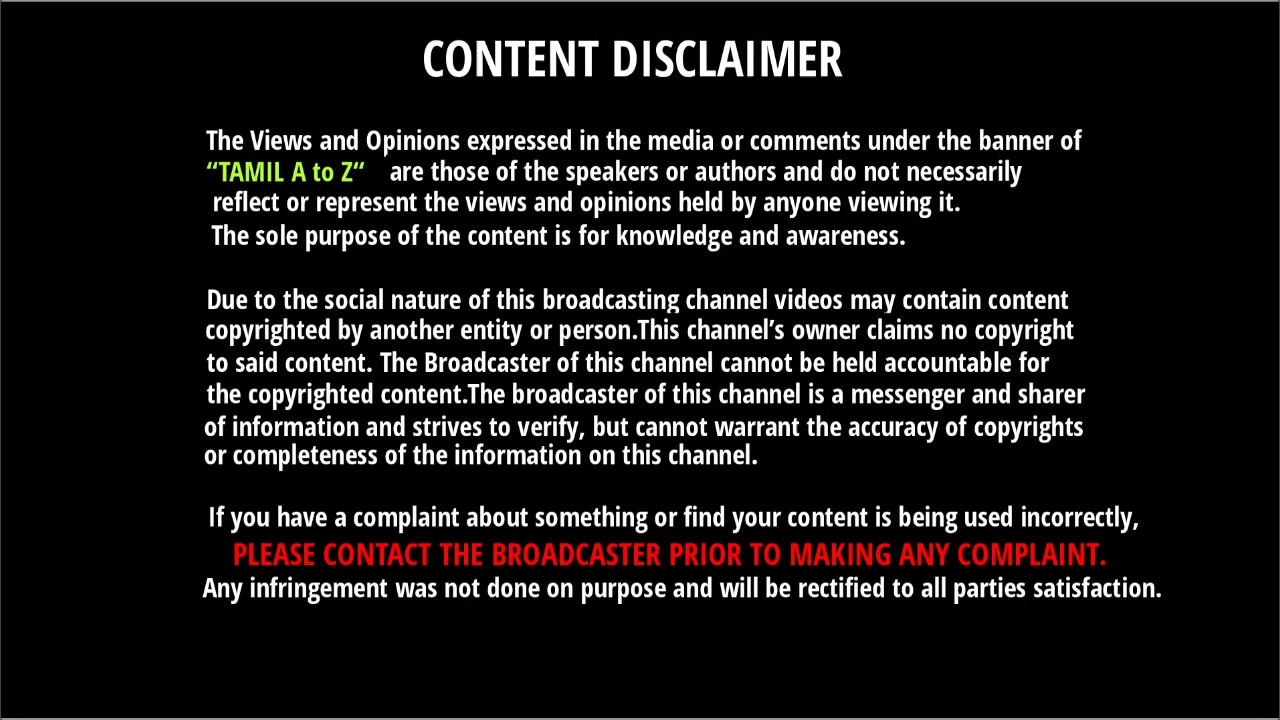 CONTENT DISCLAIMER
The Views and Opinions expressed in the media or comments under the banner of
“TAMIL A to Z“ are those of the speakers or authors and do not necessarily
reflect or represent the views and opinions held by anyone viewing it.
The sole purpose of the content is for knowledge and awareness.
Due to the social nature of this broadcasting channel videos may contain content
copyrighted by another entity or person.This channel’s owner claims no copyright
to said content. The Broadcaster of this channel cannot be held accountable for
the copyrighted content.The broadcaster of this channel is a messenger and sharer
of information and strives to verify, but cannot warrant the accuracy of copyrights
or completeness of the information on this channel.
If you have a complaint about something or find your content is being used incorrectly,
PLEASE CONTACT THE BROADCASTER PRIOR TO MAKING ANY COMPLAINT.
Any infringement was not done on purpose and will be rectified to all parties satisfaction.